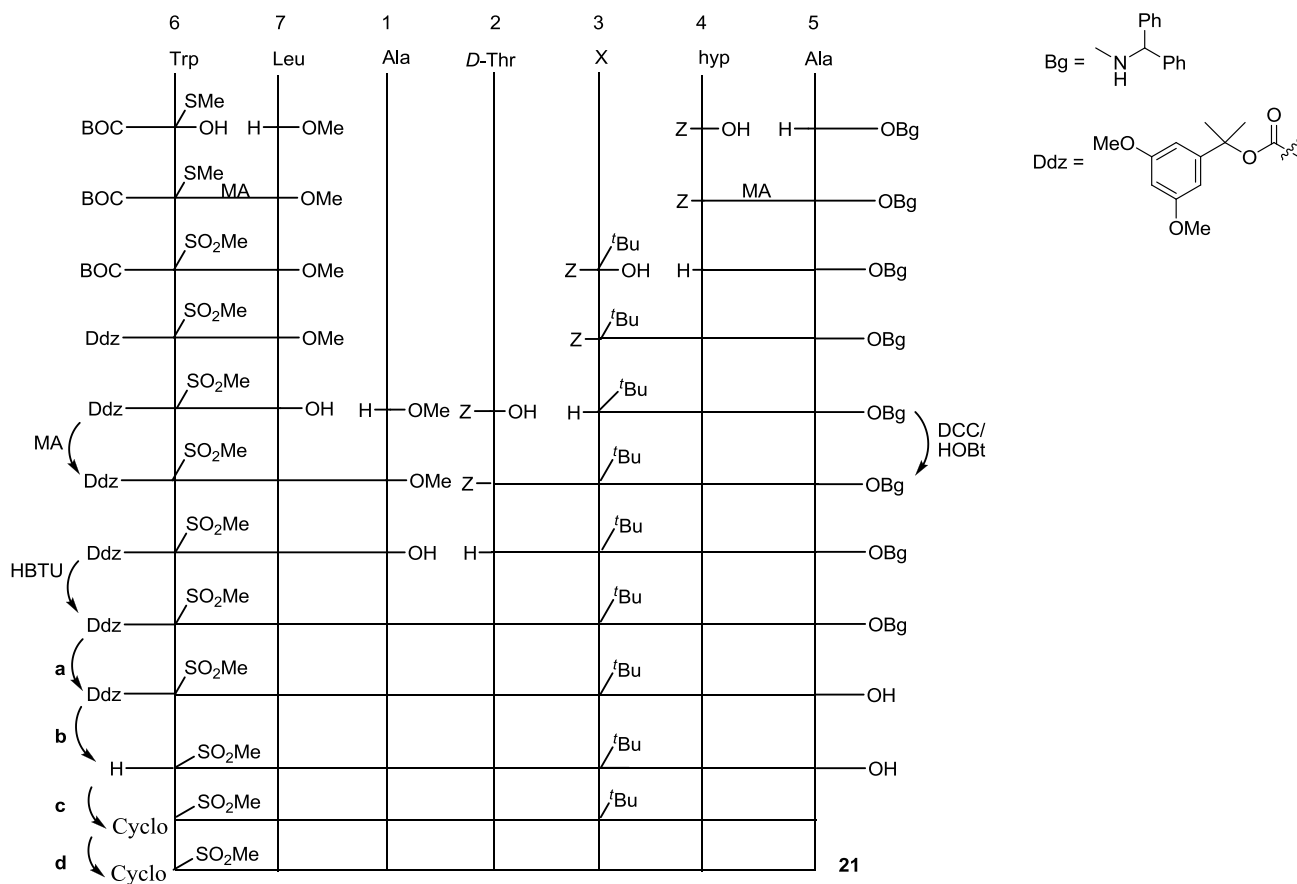 6 7 1 2 3 4 5
Trp Leu Ala D-Thr X hyp Ala
SMe
BOC OH H OMe Z OH H OBg
SMe
BOC MA OMe Z MA OBg
SO2Me tBu
BOC OMe Z OH H OBg
SO2Me tBu
Ddz OMe Z OBg
SO2Me tBu
Ddz OH H OMe Z OH H OBg
MA DCC/
HOBt
SO2Me tBu
Ddz OMe Z OBg
SO2Me tBu
Ddz OH H OBg
HBTU
SO2Me tBu
Ddz OBg
a SO2Me tBu
Ddz OH
b
SO2Me tBu
H OH
c SO2Me tBu
Cyclo
d SO2Me
Cyclo 21
Ph
Bg = N Ph
H
O
MeO O
Ddz =
OMe